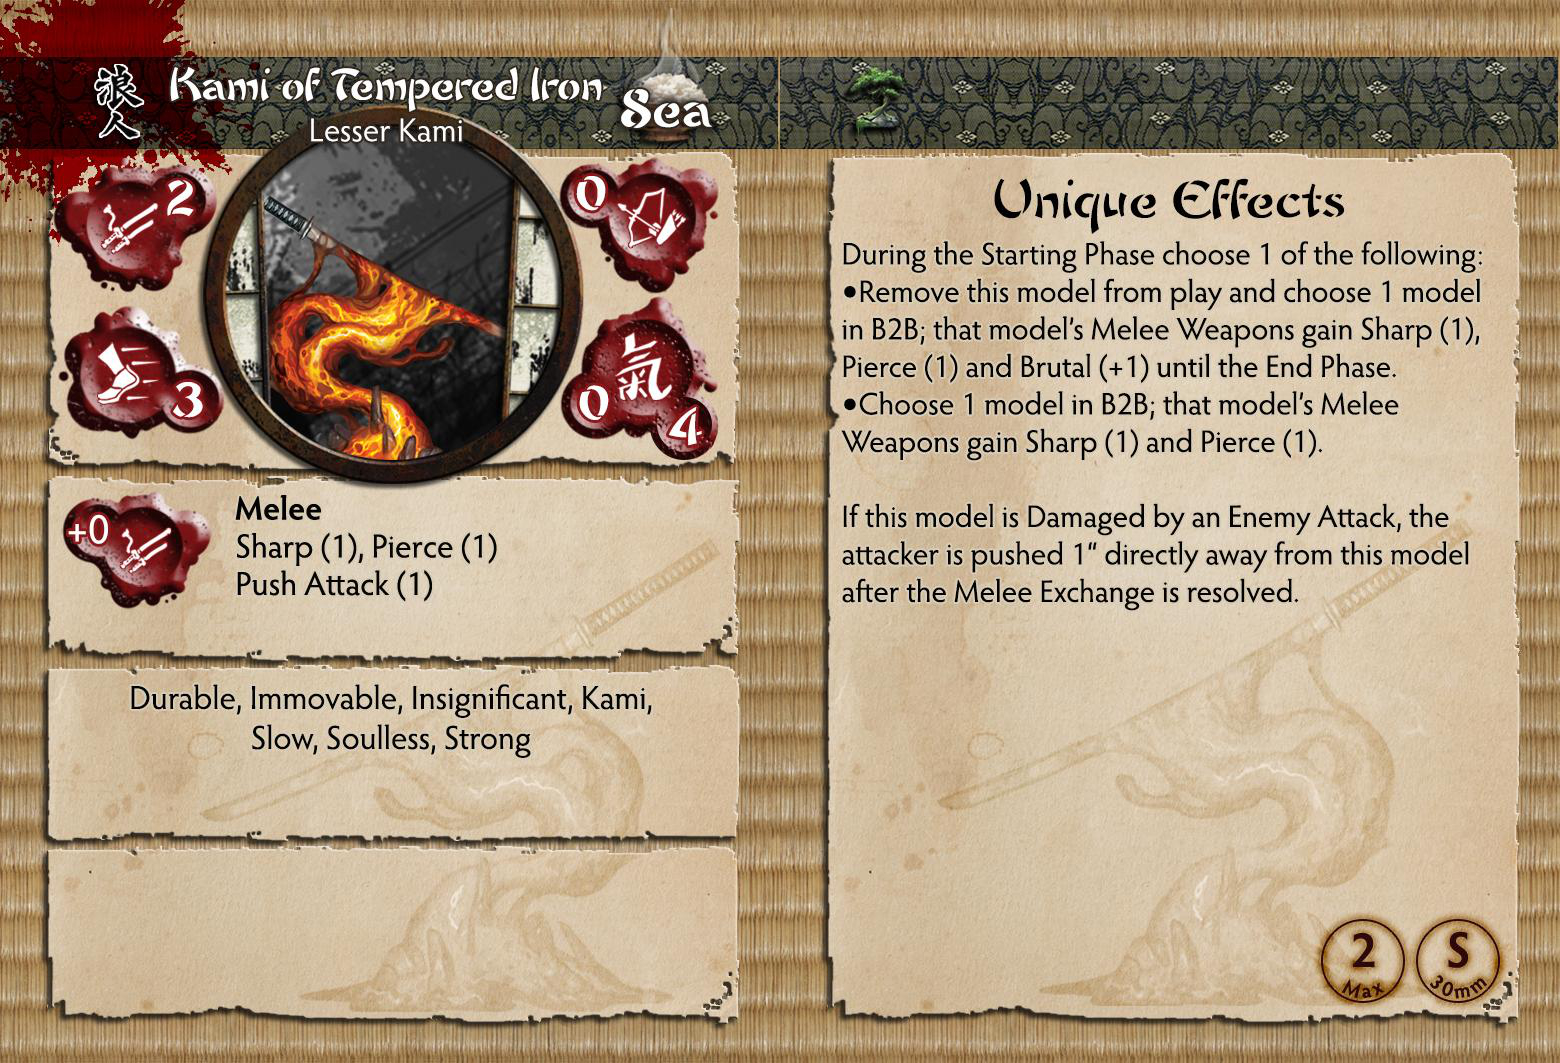 浪人
Kami of Tempered Iron
Lesser Kami
8ea
2
0
3
0
氣
4
+0
Melee
Sharp (1), Pierce (1)
Push Attack (1)
Durable, Immovable, Insignificant, Kami,
Slow, Soulless, Strong
Unique Effects
During the Starting Phase choose 1 of the following:
•Remove this model from play and choose 1 model
in B2B; that model's Melee Weapons gain Sharp (1),
Pierce (1) and Brutal (+1) until the End Phase.
•Choose 1 model in B2B; that model's Melee
Weapons gain Sharp (1) and Pierce (1).
If this model is Damaged by an Enemy Attack, the
attacker is pushed 1“ directly away from this model
after the Melee Exchange is resolved.
2
Max
S
30mm